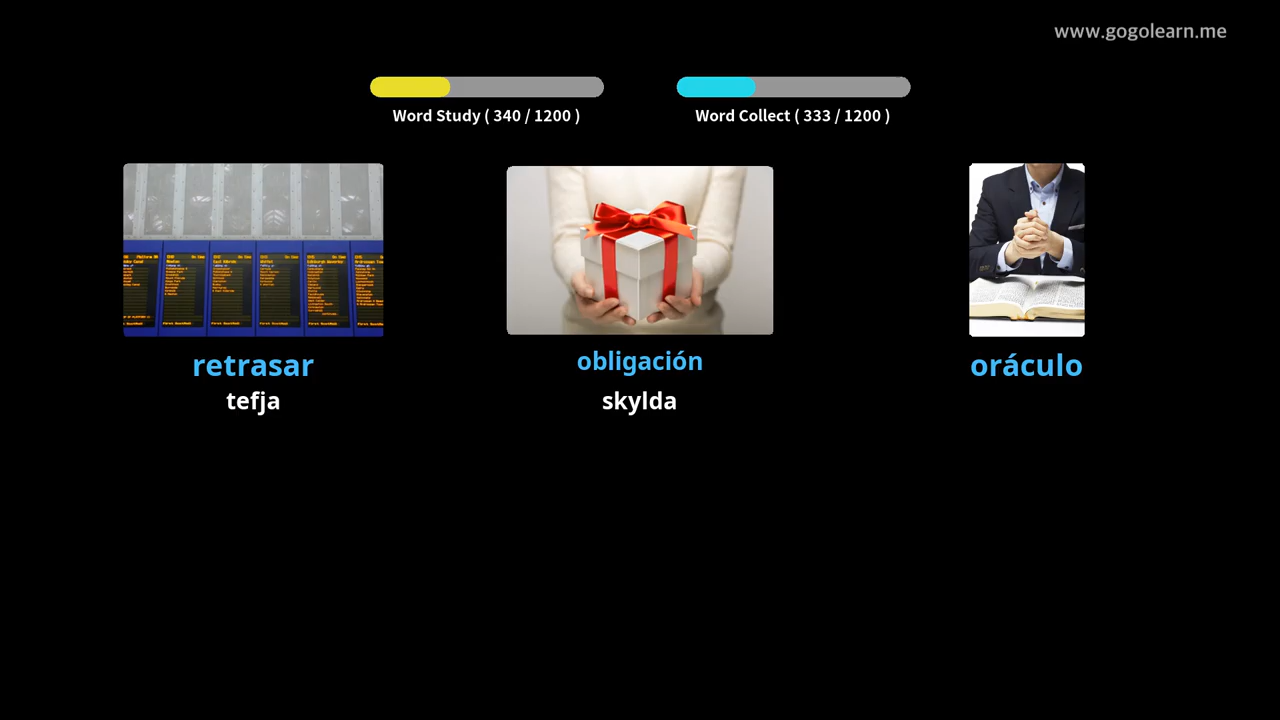 www.gogolearn.me
Word Study ( 340 / 1200 )
Word Collect ( 333 / 1200 )
retrasar
tefja
obligación
skylda
oráculo